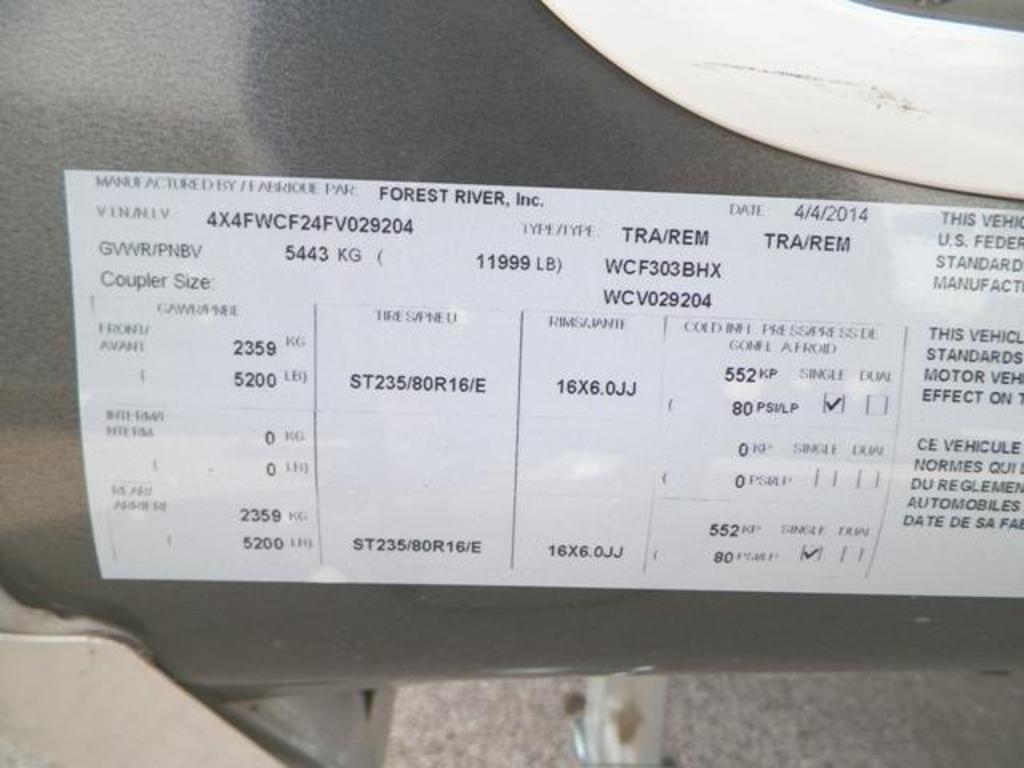 MANUFACTURED BY / FABRIQUE PAR: FOREST RIVER, Inc. DATE 4/4/2014
V.I.N./N.I.V. 4X4FWCF24FV029204 TYPE/TYPE: TRA/REM TRA/REM
GVWR/PNBV 5443 KG ( 11999 LB) WCF303BHX
Coupler Size: WCV029204
GAWR/PNBE TIRES/PNEU RIMS/JANTE COLD INFL. PRESS/PRESS DE
GONFL. A FROID
FRONT/
AVANT 2359 KG 552 KP SINGLE DUAL
( 5200 LB) ST235/80R16/E 16X6.0JJ ( 80 PSI/LP
INTERM/
INTERM 0 KG 0 KP SINGLE DUAL
( 0 LB) ( 0 PSI/LP
REAR/
ARRIERE 2359 KG 552 KP SINGLE DUAL
( 5200 LB) ST235/80R16/E 16X6.0JJ ( 80 PSI/LP
THIS VEHIC
U.S. FEDER
STANDARD
MANUFACT
THIS VEHICL
STANDARDS
MOTOR VEH
EFFECT ON T
CE VEHICULE
NORMES QUI
DU REGLEMEN
AUTOMOBILES
DATE DE SA FAB